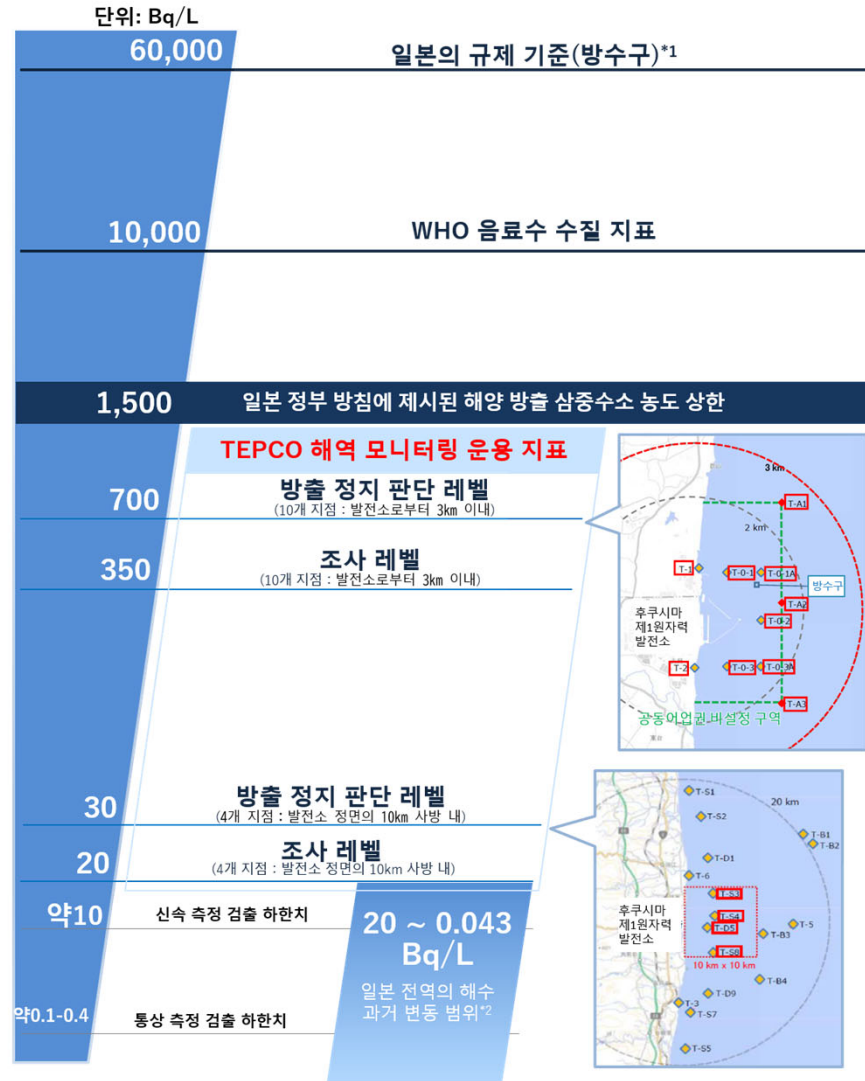 단위: Bq/L
60,000
일본의 규제 기준(방수구)*1
10,000
WHO 음료수 수질 지표
1,500
일본 정부 방침에 제시된 해양 방출 삼중수소 농도 상한
TEPCO 해역 모니터링 운용 지표
700
방출 정지 판단 레벨
(10개 지점 : 발전소로부터 3km 이내)
350
조사 레벨
(10개 지점 : 발전소로부터 3km 이내)
30
방출 정지 판단 레벨
(4개 지점 : 발전소 정면의 10km 사방 내)
20
조사 레벨
(4개 지점 : 발전소 정면의 10km 사방 내)
약10
신속 측정 검출 하한치
20 ~ 0.043
Bq/L
일본 전역의 해수
과거 변동 범위*2
약0.1-0.4
통상 측정 검출 하한치
3 km
T-A1
2 km
T-1
T-0-1
T-0-1A
방수구
T-A2
후쿠시마
제1원자력
발전소
T-0-2
T-2
T-0-3
T-0-3A
T-A3
공동어업권 비설정 구역
T-S1
20 km
T-S2
T-B1
T-B2
T-D1
T-6
T-S3
후쿠시마
제1원자력
발전소
T-S4
T-D5
T-5
T-B3
T-S8
10 km x 10 km
T-B4
T-D9
T-3
T-S7
T-S5